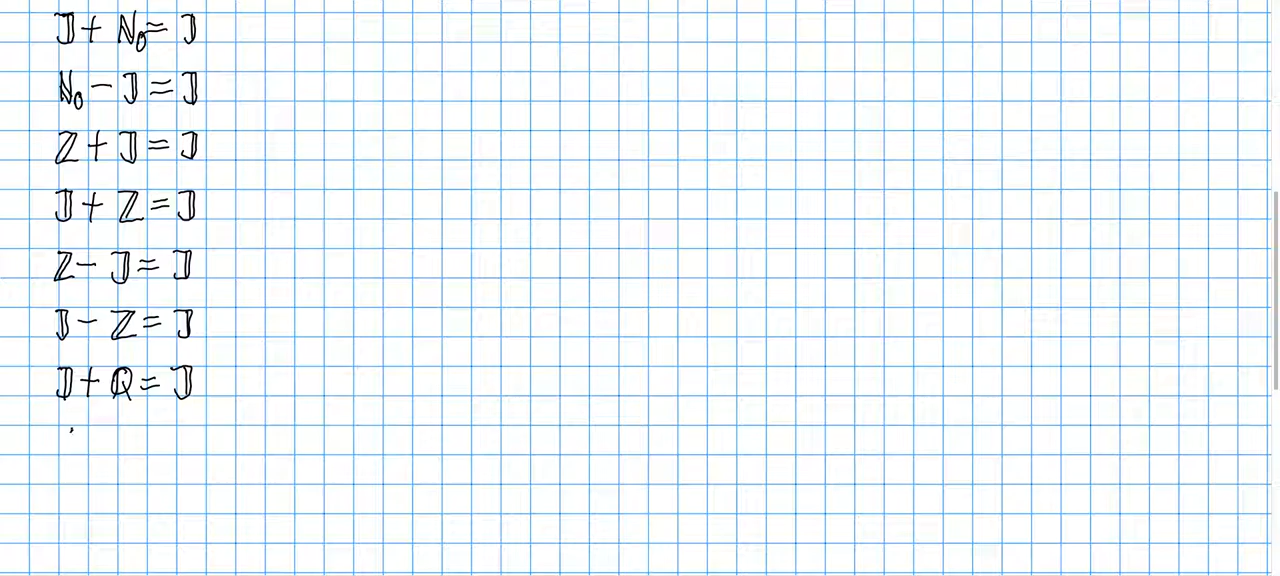 𝕁 + ℕ₀ = 𝕁
ℕ₀ − 𝕁 = 𝕁
ℤ + 𝕁 = 𝕁
𝕁 + ℤ = 𝕁
ℤ − 𝕁 = 𝕁
𝕁 − ℤ = 𝕁
𝕁 + ℚ = 𝕁